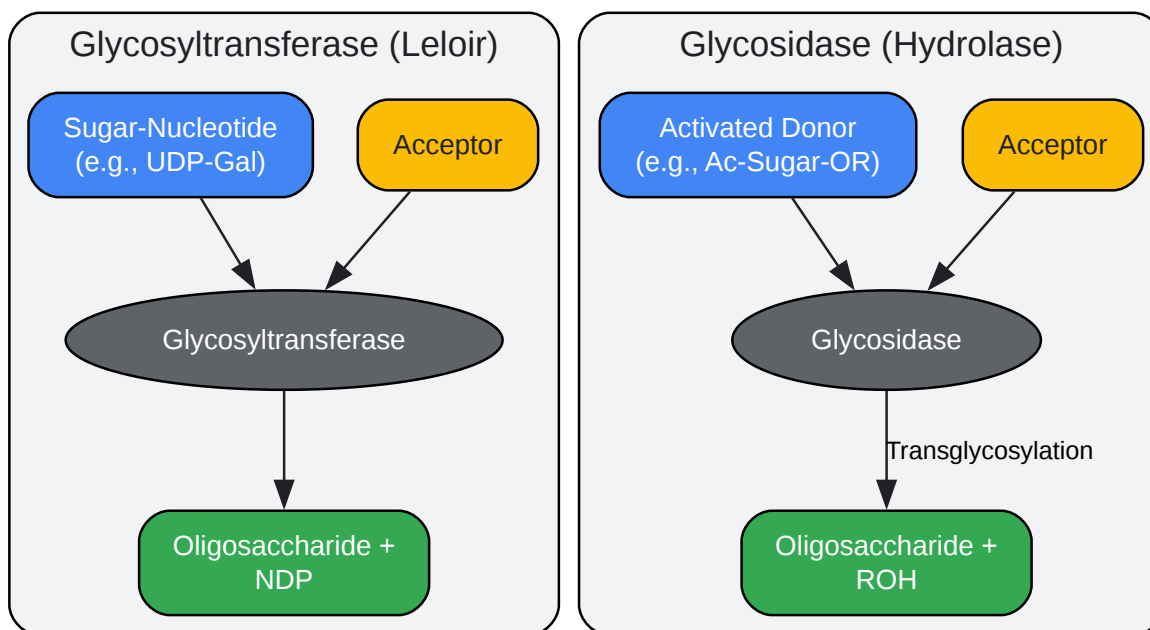 Glycosyltransferase (Leloir)
Sugar-Nucleotide
(e.g., UDP-Gal)
Acceptor
Glycosyltransferase
Oligosaccharide +
NDP
Glycosidase (Hydrolase)
Activated Donor
(e.g., Ac-Sugar-OR)
Acceptor
Glycosidase
Transglycosylation
Oligosaccharide +
ROH